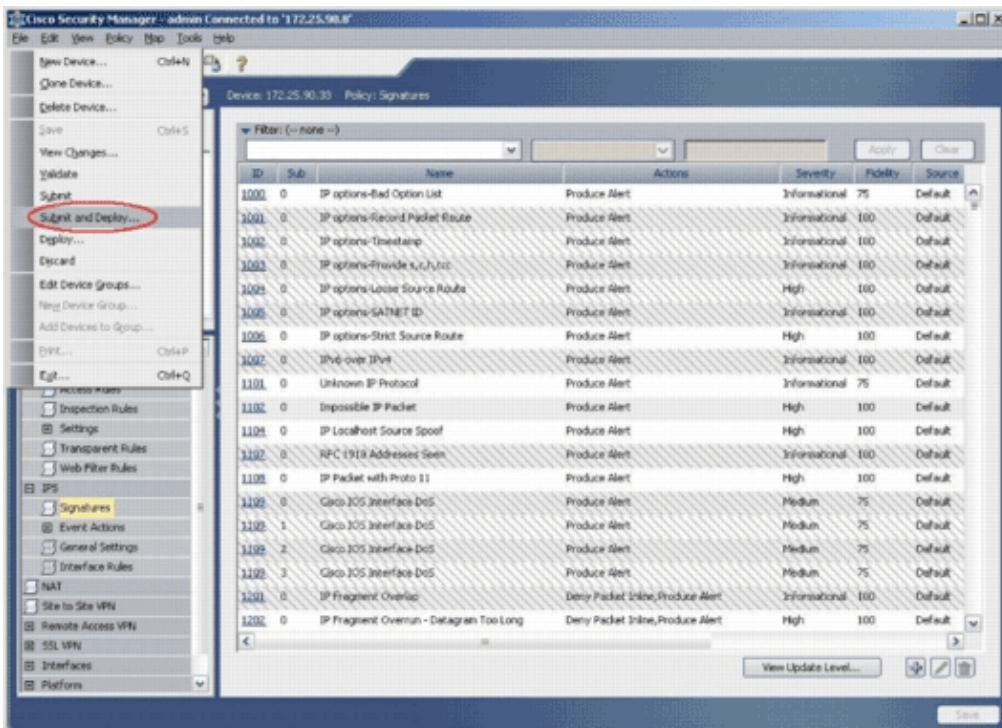 Cisco Security Manager - admin Connected to '172.25.90.8'
File Edit View Policy Map Tools Help
New Device... Ctrl+N
Clone Device...
Delete Device...
Save Ctrl+S
View Changes...
Validate
Submit
Submit and Deploy...
Deploy...
Discard
Edit Device Groups...
New Device Group...
Add Devices to Group...
Print... Ctrl+P
Exit... Ctrl+Q
Access Rules
Inspection Rules
Settings
Transparent Rules
Web Filter Rules
IPS
Signatures
Event Actions
General Settings
Interface Rules
NAT
Site to Site VPN
Remote Access VPN
SSL VPN
Interfaces
Platform
Device: 172.25.90.33 Policy: Signatures
Filter: (-- none --)
Apply Clear
ID Sub Name Actions Severity Fidelity Source
1000 0 IP options-Bad Option List Produce Alert Informational 75 Default
1001 0 IP options-Record Packet Route Produce Alert Informational 100 Default
1002 0 IP options-Timestamp Produce Alert Informational 100 Default
1003 0 IP options-Provide s,c,h,tcc Produce Alert Informational 100 Default
1004 0 IP options-Loose Source Route Produce Alert High 100 Default
1005 0 IP options-SATNET ID Produce Alert Informational 100 Default
1006 0 IP options-Strict Source Route Produce Alert High 100 Default
1007 0 IPv6 over IPv4 Produce Alert Informational 100 Default
1101 0 Unknown IP Protocol Produce Alert Informational 75 Default
1102 0 Impossible IP Packet Produce Alert High 100 Default
1104 0 IP Localhost Source Spoof Produce Alert High 100 Default
1107 0 RFC 1918 Addresses Seen Produce Alert Informational 100 Default
1108 0 IP Packet with Proto 11 Produce Alert High 100 Default
1109 0 Cisco IOS Interface DoS Produce Alert Medium 75 Default
1109 1 Cisco IOS Interface DoS Produce Alert Medium 75 Default
1109 2 Cisco IOS Interface DoS Produce Alert Medium 75 Default
1109 3 Cisco IOS Interface DoS Produce Alert Medium 75 Default
1201 0 IP Fragment Overlap Deny Packet Inline, Produce Alert Informational 100 Default
1202 0 IP Fragment Overrun - Datagram Too Long Deny Packet Inline, Produce Alert High 100 Default
View Update Level...
Save